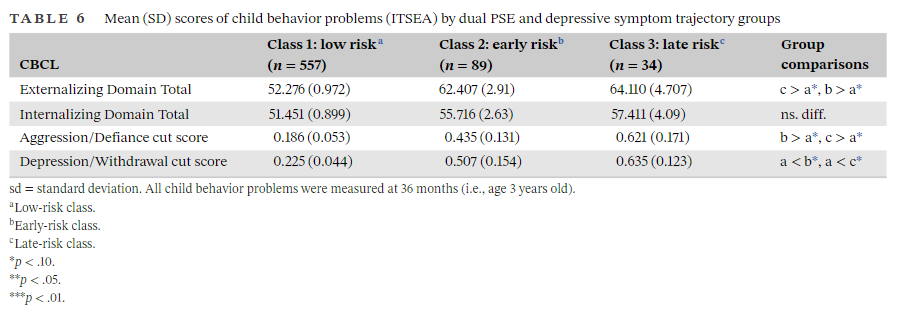 TABLE 6 Mean (SD) scores of child behavior problems (ITSEA) by dual PSE and depressive symptom trajectory groups
Class 1: low riskᵃ Class 2: early riskᵇ Class 3: late riskᶜ Group
CBCL (n = 557) (n = 89) (n = 34) comparisons
Externalizing Domain Total 52.276 (0.972) 62.407 (2.91) 64.110 (4.707) c > a*, b > a*
Internalizing Domain Total 51.451 (0.899) 55.716 (2.63) 57.411 (4.09) ns. diff.
Aggression/Defiance cut score 0.186 (0.053) 0.435 (0.131) 0.621 (0.171) b > a*, c > a*
Depression/Withdrawal cut score 0.225 (0.044) 0.507 (0.154) 0.635 (0.123) a < b*, a < c*
sd = standard deviation. All child behavior problems were measured at 36 months (i.e., age 3 years old).
ᵃLow-risk class.
ᵇEarly-risk class.
ᶜLate-risk class.
*p < .10.
**p < .05.
***p < .01.